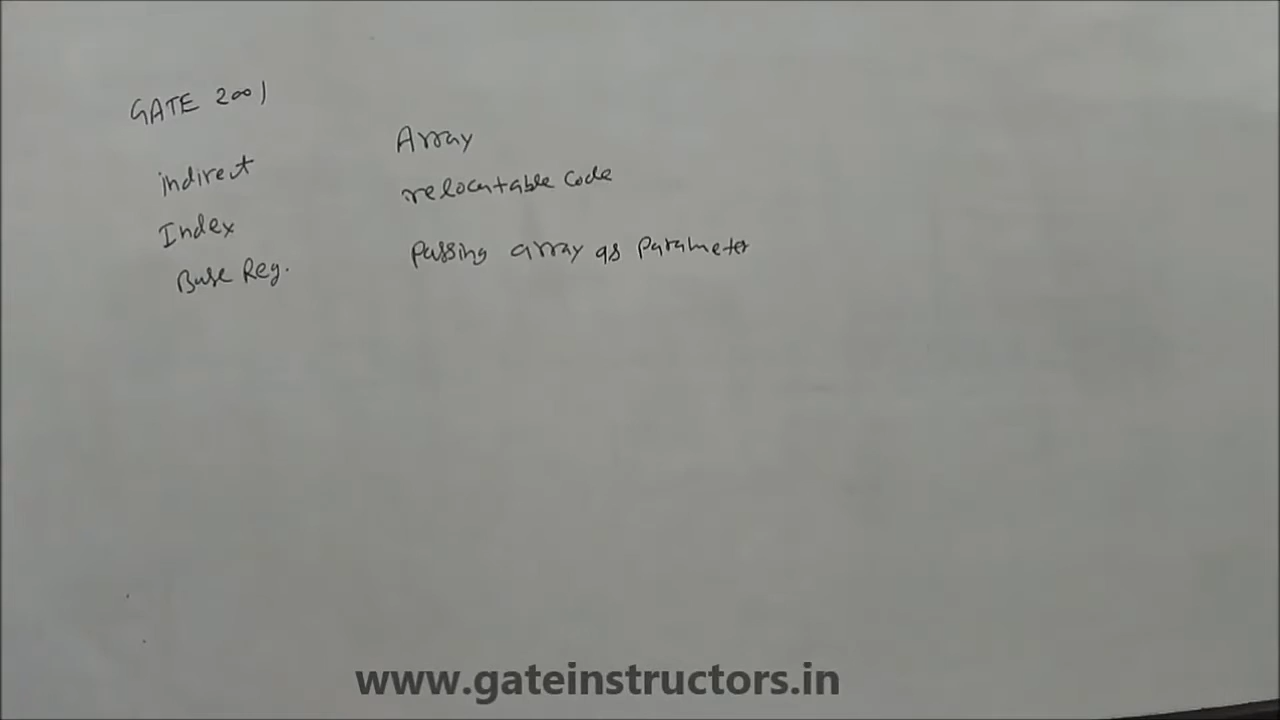 GATE 2001
Array
indirect
relocatable code
Index
Passing array as Parameter
Base Reg.
www.gateinstructors.in